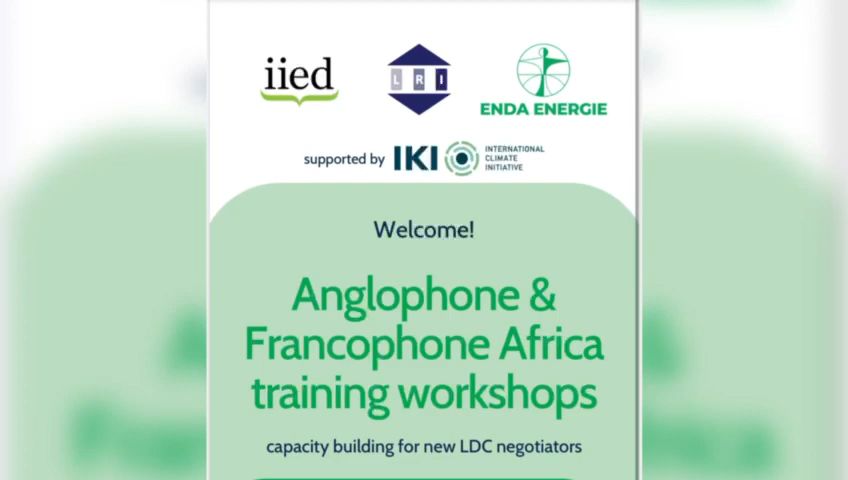 iied
LRI
ENDA ENERGIE
supported by IKI INTERNATIONAL
CLIMATE
INITIATIVE
Welcome!
Anglophone &
Francophone Africa
training workshops
capacity building for new LDC negotiators